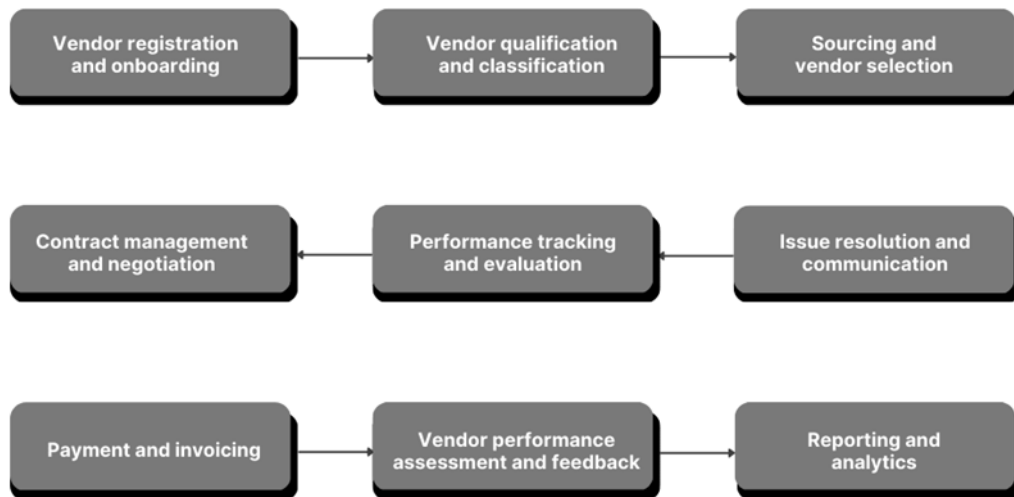 Vendor registration
and onboarding
Vendor qualification
and classification
Sourcing and
vendor selection
Contract management
and negotiation
Performance tracking
and evaluation
Issue resolution and
communication
Payment and invoicing
Vendor performance
assessment and feedback
Reporting and
analytics